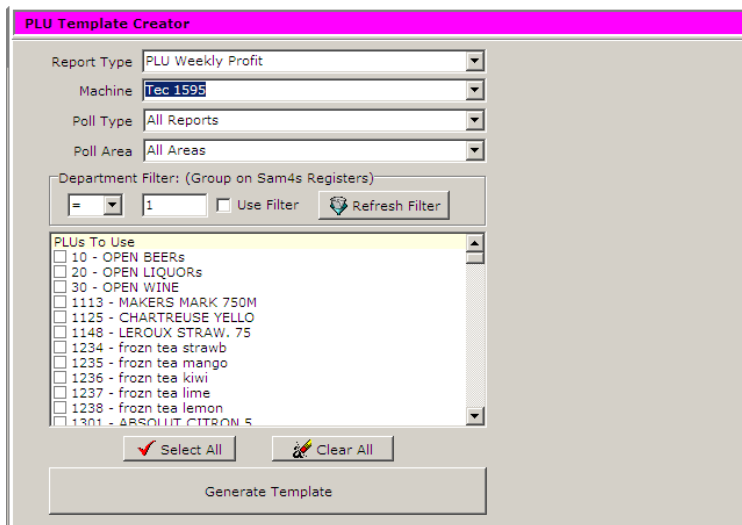 PLU Template Creator
Report Type PLU Weekly Profit
Machine Tec 1595
Poll Type All Reports
Poll Area All Areas
Department Filter: (Group on Sam4s Registers)
= 1 Use Filter Refresh Filter
PLUs To Use
10 - OPEN BEERs
20 - OPEN LIQUORs
30 - OPEN WINE
1113 - MAKERS MARK 750M
1125 - CHARTREUSE YELLO
1148 - LEROUX STRAW. 75
1234 - frozn tea strawb
1235 - frozn tea mango
1236 - frozn tea kiwi
1237 - frozn tea lime
1238 - frozn tea lemon
1301 - ABSOLUT CITRON 5
Select All Clear All
Generate Template